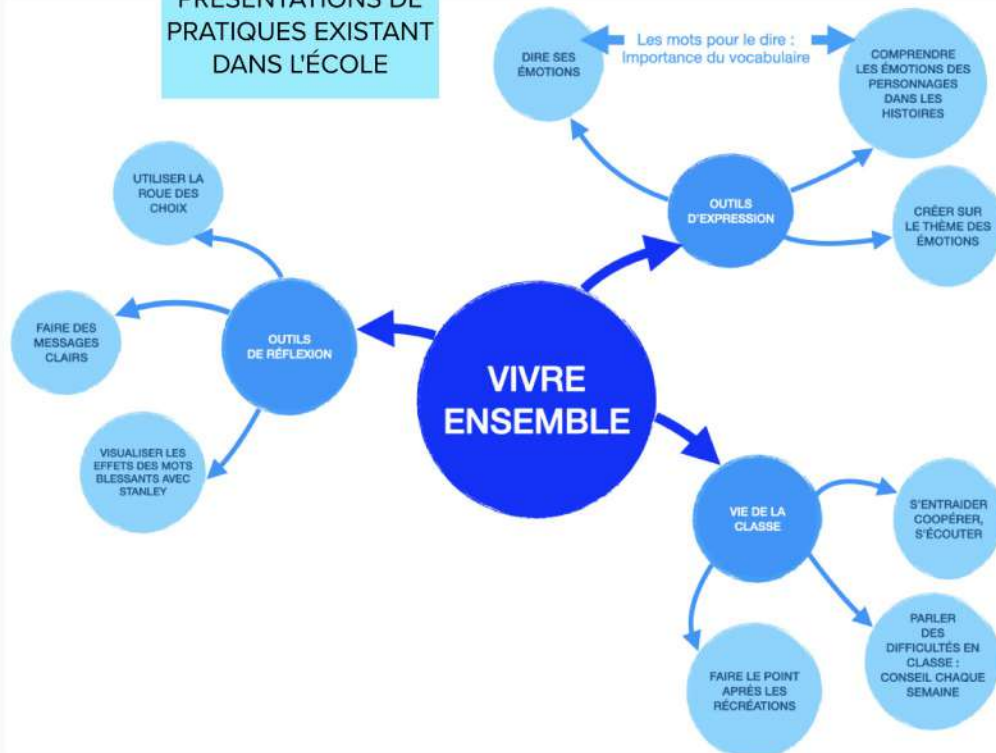 PRÉSENTATIONS DE
PRATIQUES EXISTANT
DANS L'ÉCOLE
DIRE SES
ÉMOTIONS
Les mots pour le dire :
Importance du vocabulaire
COMPRENDRE
LES ÉMOTIONS DES
PERSONNAGES
DANS LES
HISTOIRES
OUTILS
D'EXPRESSION
CRÉER SUR
LE THÈME DES
ÉMOTIONS
UTILISER LA
ROUE DES
CHOIX
FAIRE DES
MESSAGES
CLAIRS
OUTILS
DE RÉFLEXION
VISUALISER LES
EFFETS DES MOTS
BLESSANTS AVEC
STANLEY
VIVRE
ENSEMBLE
VIE DE LA
CLASSE
S'ENTRAIDER
COOPÉRER,
S'ÉCOUTER
PARLER
DES
DIFFICULTÉS EN
CLASSE :
CONSEIL CHAQUE
SEMAINE
FAIRE LE POINT
APRÉS LES
RÉCRÉATIONS